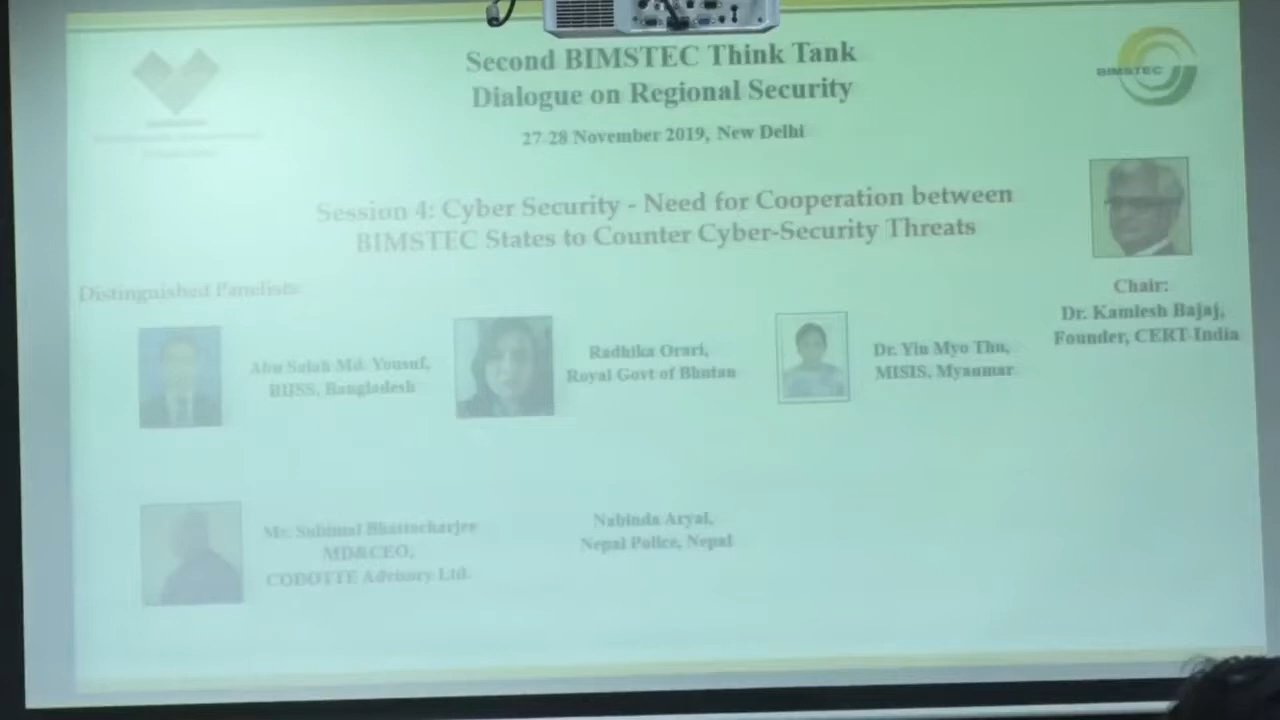 Second BIMSTEC Think Tank
Dialogue on Regional Security
27-28 November 2019, New Delhi
BIMSTEC
Session 4: Cyber Security - Need for Cooperation between
BIMSTEC States to Counter Cyber-Security Threats
Distinguished Panelists:
Chair:
Dr. Kamlesh Bajaj,
Founder, CERT-India
Abu Salah Md. Yousuf,
BIISS, Bangladesh
Radhika Orari,
Royal Govt of Bhutan
Dr. Yin Myo Thu,
MISIS, Myanmar
Mr. Subimal Bhattacharjee
MD&CEO,
Advisory Ltd.
Nabinda Aryal,
Nepal Police, Nepal